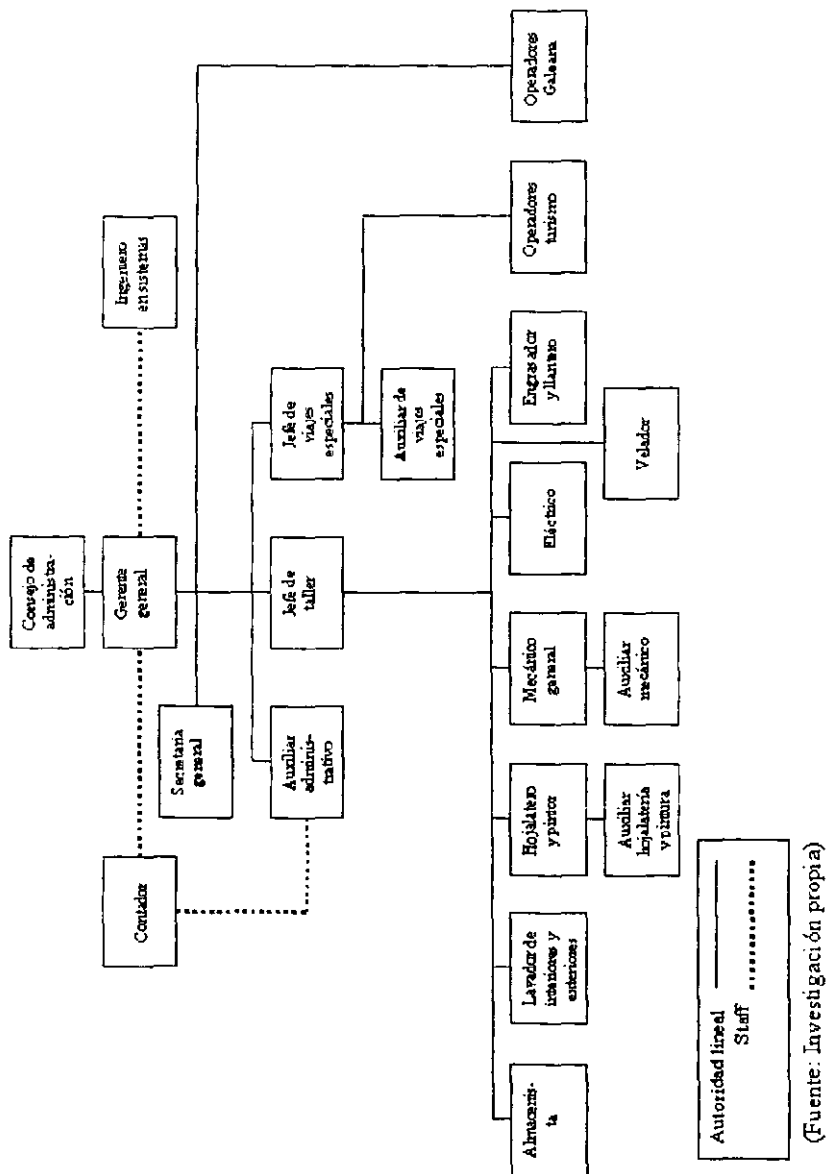 Consejo de
administra-
ción
Contador
Gerente
general
Ingeniero
en sistemas
Secretaria
general
Auxiliar
adminis-
trativo
Jefe de
taller
Jefe de
viajes
especiales
Auxiliar de
viajes
especiales
Almacenis-
ta
Lavador de
interiores y
exteriores
Hojalatero
y pintor
Mecánico
general
Eléctrico
Engrasador
y llantero
Operadores
turismo
Operadores
Galeana
Auxiliar
hojalatería
y pintura
Auxiliar
mecánico
Velador
Autoridad lineal
Staff
(Fuente: Investigación propia)